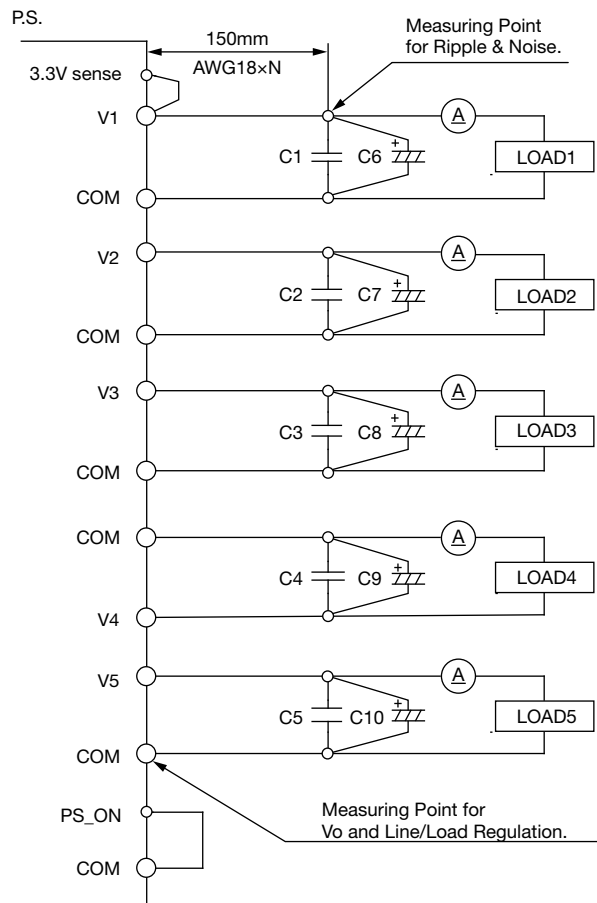 P.S.
150mm
AWG18×N
Measuring Point
for Ripple & Noise.
3.3V sense
V1
A
C1 C6 + LOAD1
COM
V2
A
C2 C7 + LOAD2
COM
V3
A
C3 C8 + LOAD3
COM
COM
A
C4 C9 + LOAD4
V4
V5
A
C5 C10 + LOAD5
COM
PS_ON
Measuring Point for
Vo and Line/Load Regulation.
COM